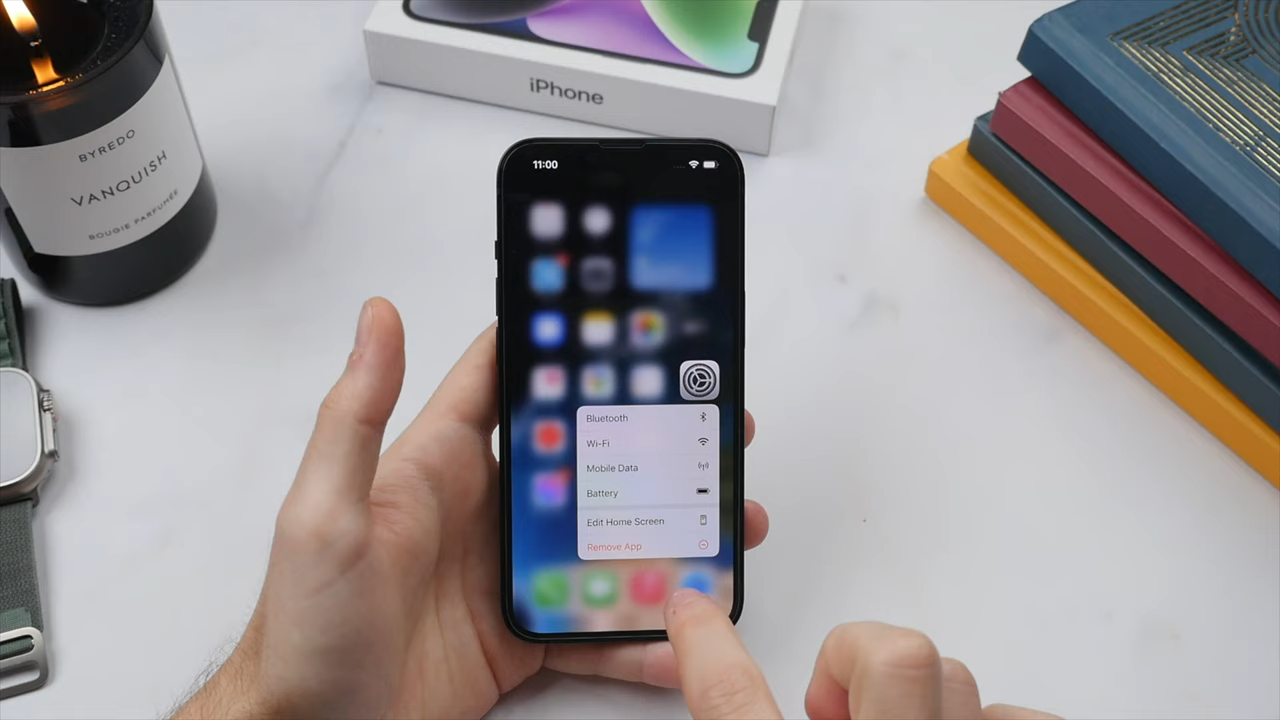 iPhone
BYREDO
VANQUISH
BOUGIE PARFUMÉE
11:00
Bluetooth
Wi-Fi
Mobile Data
Battery
Edit Home Screen
Remove App